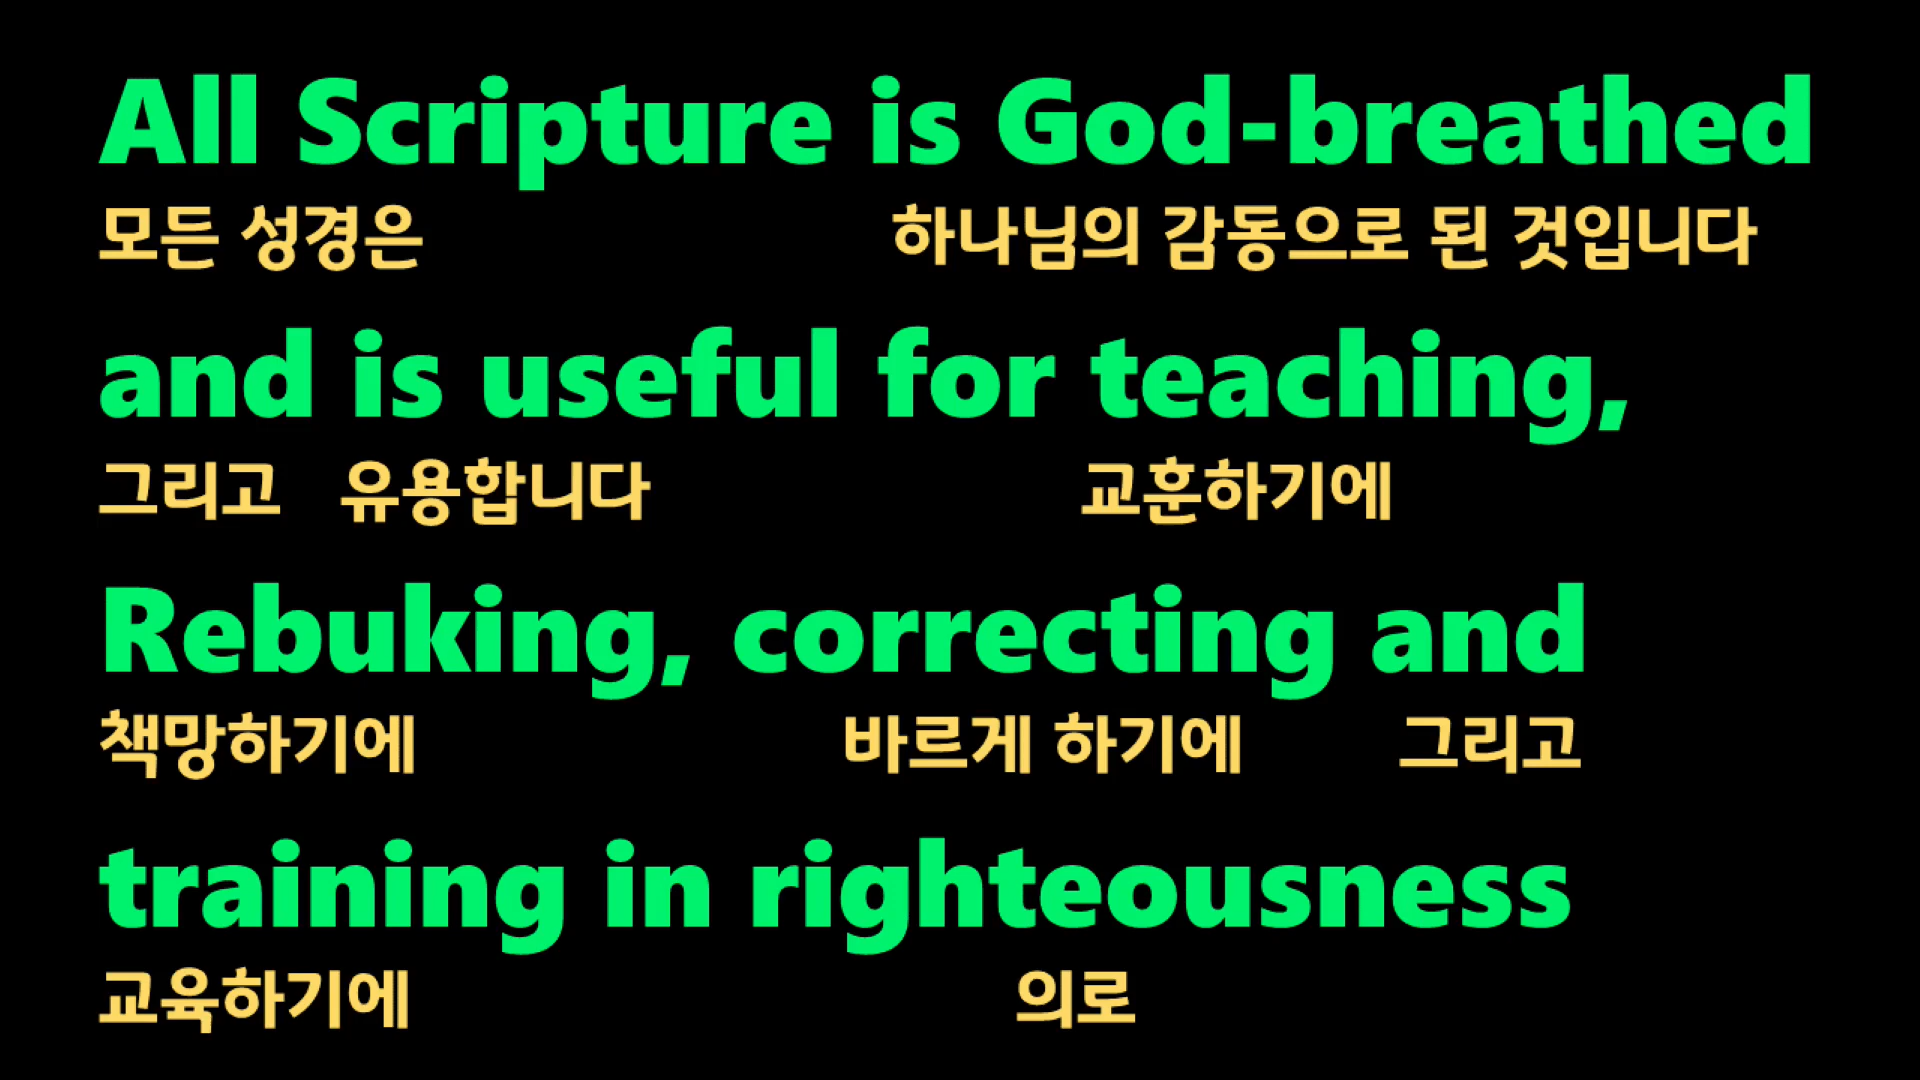 All Scripture is God-breathed
모든 성경은 하나님의 감동으로 된 것입니다
and is useful for teaching,
그리고 유용합니다 교훈하기에
Rebuking, correcting and
책망하기에 바르게 하기에 그리고
training in righteousness
교육하기에 의로